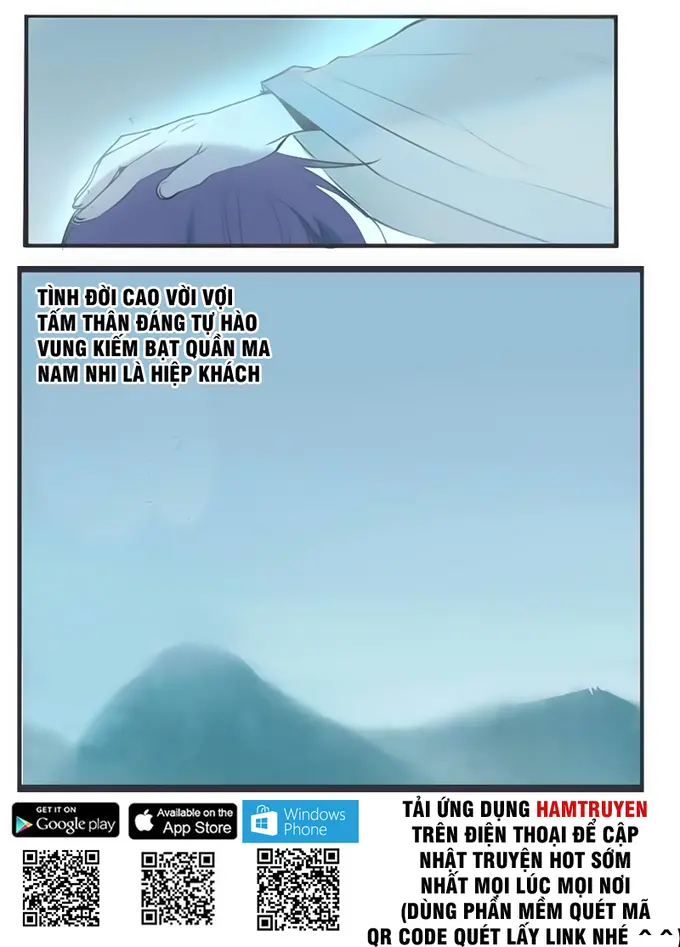 TÌNH ĐỜI CAO VỜI VỢI
TẤM THÂN ĐÁNG TỰ HÀO
VUNG KIẾM BẠT QUẦN MA
NAM NHI LÀ HIỆP KHÁCH
GET IT ON
Google play
Available on the
App Store
Windows
Phone
TẢI ỨNG DỤNG HAMTRUYEN
TRÊN ĐIỆN THOẠI ĐỂ CẬP
NHẬT TRUYỆN HOT SỚM
NHẤT MỌI LÚC MỌI NƠI
(DÙNG PHẦN MỀM QUÉT MÃ
QR CODE QUÉT LẤY LINK NHÉ ^ ^)